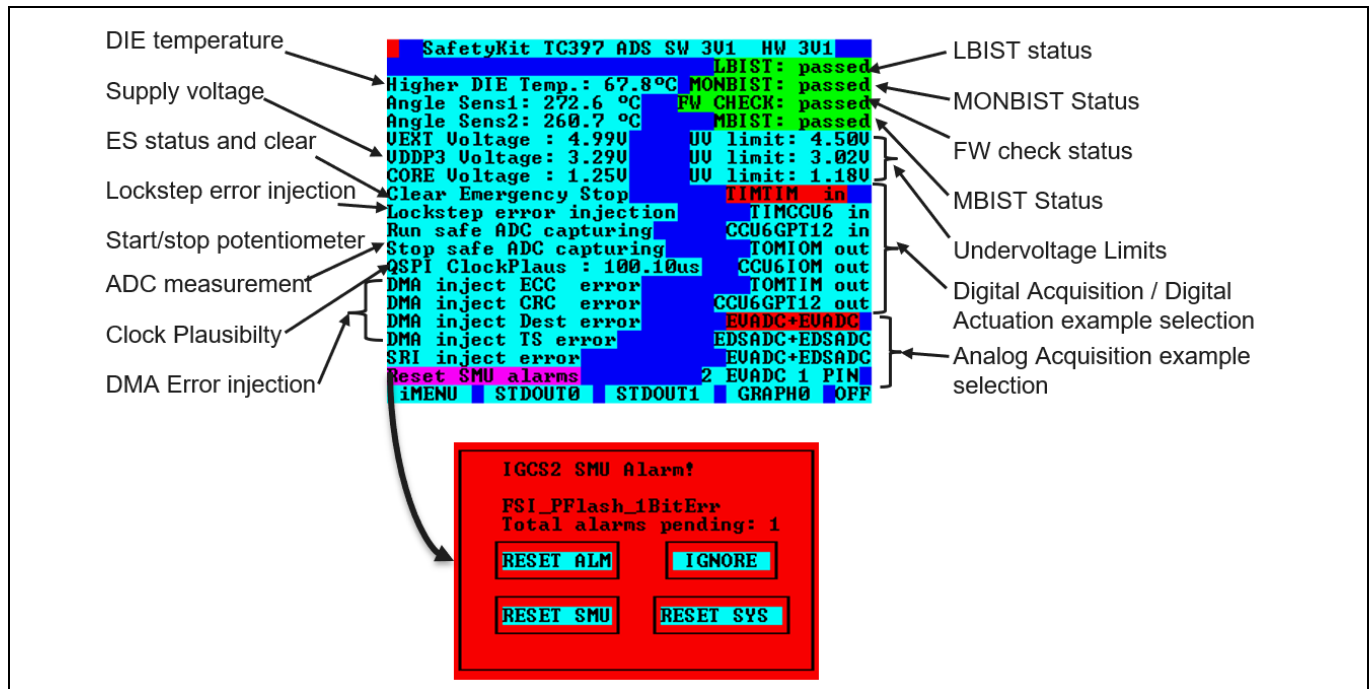 DIE temperature
Supply voltage
ES status and clear
Lockstep error injection
Start/stop potentiometer
ADC measurement
Clock Plausibilty
DMA Error injection
SafetyKit TC397 ADS SW 3V1 HW 3V1
LBIST: passed
Higher DIE Temp.: 67.8ºC MONBIST: passed
Angle Sens1: 272.6 ºC FW CHECK: passed
Angle Sens2: 260.7 ºC MBIST: passed
VEXT Voltage : 4.99V UV limit: 4.50V
VDDP3 Voltage: 3.29V UV limit: 3.02V
CORE Voltage : 1.25V UV limit: 1.18V
Clear Emergency Stop TIMTIM in
Lockstep error injection TIMCCU6 in
Run safe ADC capturing CCU6GPT12 in
Stop safe ADC capturing TOMIOM out
QSPI ClockPlaus : 100.10us CCU6IOM out
DMA inject ECC error TOMTIM out
DMA inject CRC error CCU6GPT12 out
DMA inject Dest error EVADC+EVADC
DMA inject TS error EDSADC+EDSADC
SRI inject error EVADC+EDSADC
Reset SMU alarms 2 EVADC 1 PIN
iMENU STDOUT0 STDOUT1 GRAPH0 OFF
LBIST status
MONBIST Status
FW check status
MBIST Status
Undervoltage Limits
Digital Acquisition / Digital
Actuation example selection
Analog Acquisition example
selection
IGCS2 SMU Alarm!
FSI_PFlash_1BitErr
Total alarms pending: 1
RESET ALM IGNORE
RESET SMU RESET SYS